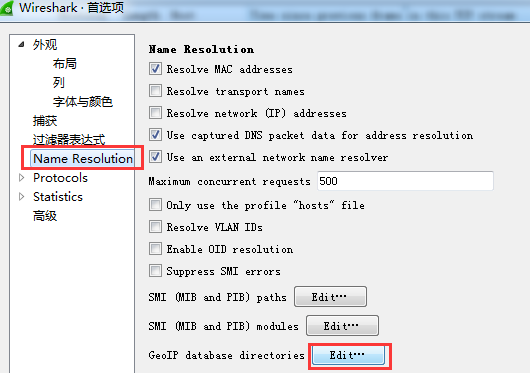 Wireshark · 首选项
外观
布局
列
字体与颜色
捕获
过滤器表达式
Name Resolution
Protocols
Statistics
高级
Name Resolution
Resolve MAC addresses
Resolve transport names
Resolve network (IP) addresses
Use captured DNS packet data for address resolution
Use an external network name resolver
Maximum concurrent requests 500
Only use the profile "hosts" file
Resolve VLAN IDs
Enable OID resolution
Suppress SMI errors
SMI (MIB and PIB) paths Edit…
SMI (MIB and PIB) modules Edit…
GeoIP database directories Edit…